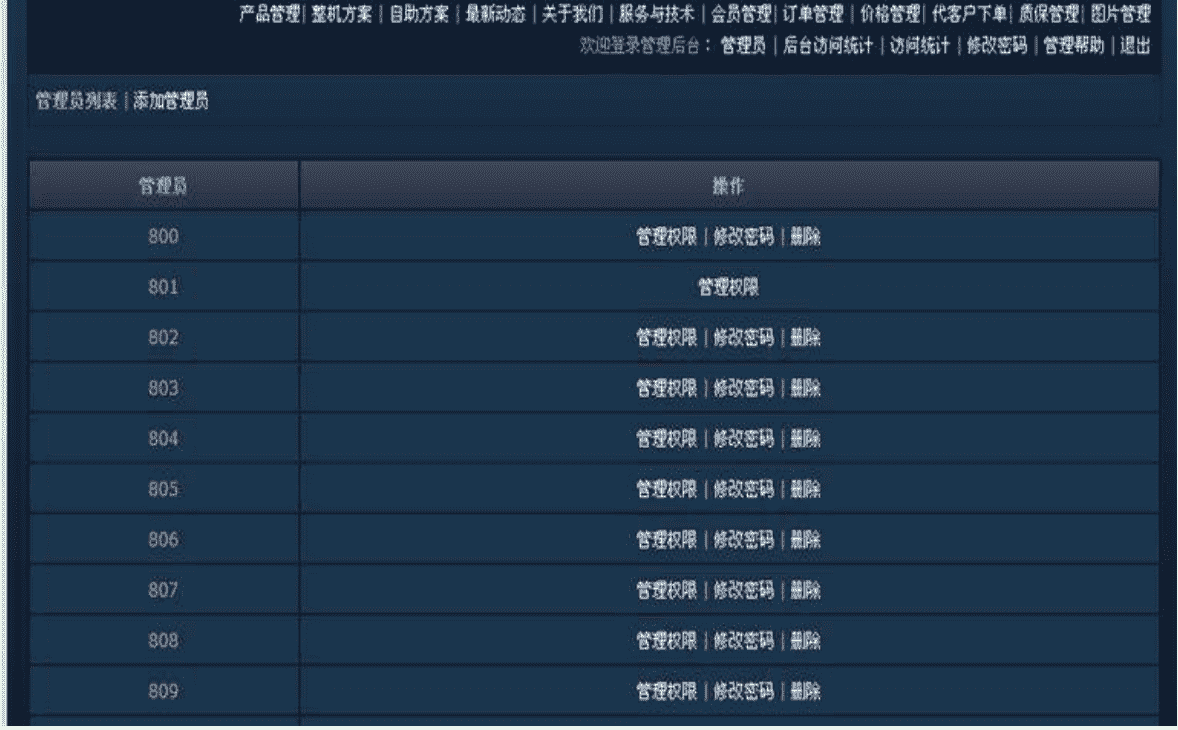 产品管理| 整机方案 | 自助方案 | 最新动态 | 关于我们 | 服务与技术 | 会员管理| 订单管理 | 价格管理| 代客户下单| 质保管理| 图片管理
欢迎登录管理后台: 管理员 | 后台访问统计 | 访问统计 | 修改密码 | 管理帮助 | 退出
管理员列表 | 添加管理员
管理员 操作
800 管理权限 | 修改密码 | 删除
801 管理权限
802 管理权限 | 修改密码 | 删除
803 管理权限 | 修改密码 | 删除
804 管理权限 | 修改密码 | 删除
805 管理权限 | 修改密码 | 删除
806 管理权限 | 修改密码 | 删除
807 管理权限 | 修改密码 | 删除
808 管理权限 | 修改密码 | 删除
809 管理权限 | 修改密码 | 删除